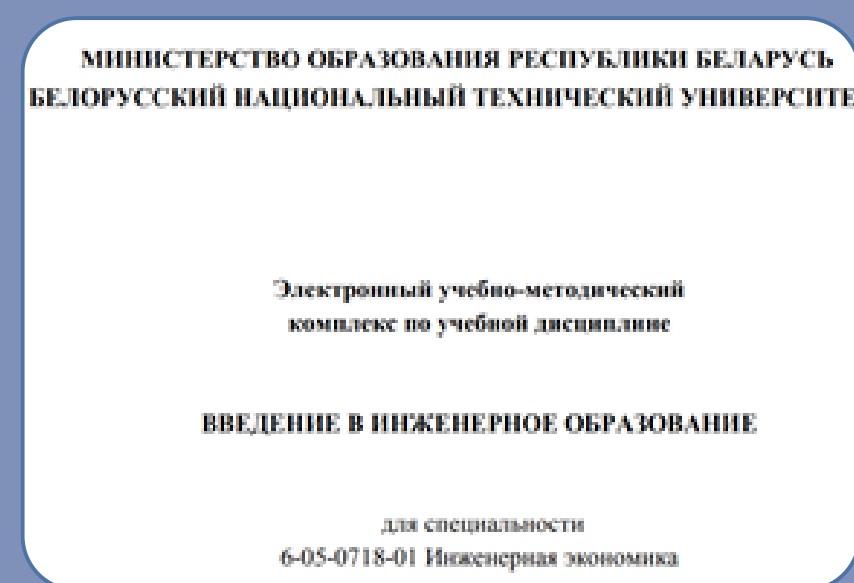 МИНИСТЕРСТВО ОБРАЗОВАНИЯ РЕСПУБЛИКИ БЕЛАРУСЬ
БЕЛОРУССКИЙ НАЦИОНАЛЬНЫЙ ТЕХНИЧЕСКИЙ УНИВЕРСИТЕ
Электронный учебно-методический
комплекс по учебной дисциплине
ВВЕДЕНИЕ В ИНЖЕНЕРНОЕ ОБРАЗОВАНИЕ
для специальности
6-05-0718-01 Инженерная экономика